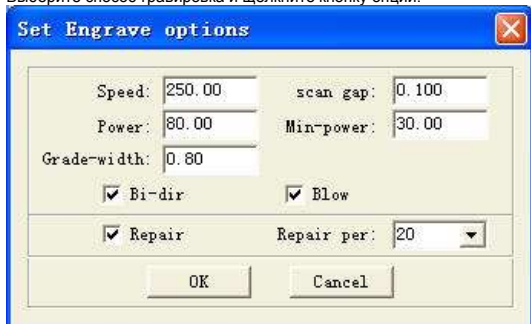 Выберите способ гравировка и щелкните кнопку опции.
Set Engrave options
Speed: 250.00 scan gap: 0.100
Power: 80.00 Min-power: 30.00
Grade-width: 0.80
Bi-dir Blow
Repair Repair per: 20
OK Cancel